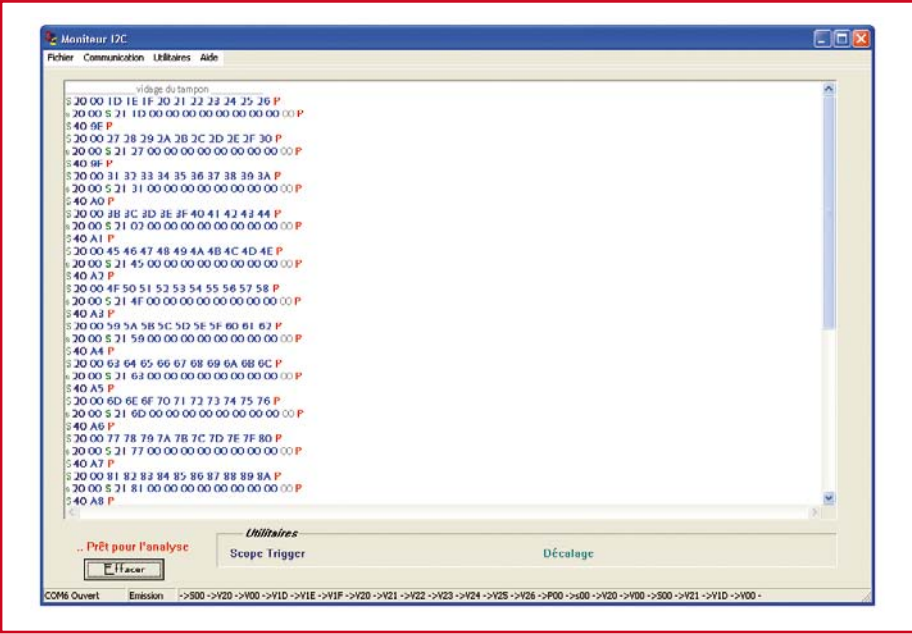 Moniteur I2C
Fichier Communication Utilitaires Aide
__________ vidage du tampon __________
S 20 00 1D 1E 1F 20 21 22 23 24 25 26 P
s 20 00 S 21 1D 00 00 00 00 00 00 00 00 00 P
S 40 9E P
S 20 00 27 28 29 2A 2B 2C 2D 2E 2F 30 P
s 20 00 S 21 27 00 00 00 00 00 00 00 00 00 P
S 40 9F P
S 20 00 31 32 33 34 35 36 37 38 39 3A P
s 20 00 S 21 31 00 00 00 00 00 00 00 00 00 P
S 40 A0 P
S 20 00 3B 3C 3D 3E 3F 40 41 42 43 44 P
s 20 00 S 21 02 00 00 00 00 00 00 00 00 00 P
S 40 A1 P
S 20 00 45 46 47 48 49 4A 4B 4C 4D 4E P
s 20 00 S 21 45 00 00 00 00 00 00 00 00 00 P
S 40 A2 P
S 20 00 4F 50 51 52 53 54 55 56 57 58 P
s 20 00 S 21 4F 00 00 00 00 00 00 00 00 00 P
S 40 A3 P
S 20 00 59 5A 5B 5C 5D 5E 5F 60 61 62 P
s 20 00 S 21 59 00 00 00 00 00 00 00 00 00 P
S 40 A4 P
S 20 00 63 64 65 66 67 68 69 6A 6B 6C P
s 20 00 S 21 63 00 00 00 00 00 00 00 00 00 P
S 40 A5 P
S 20 00 6D 6E 6F 70 71 72 73 74 75 76 P
s 20 00 S 21 6D 00 00 00 00 00 00 00 00 00 P
S 40 A6 P
S 20 00 77 78 79 7A 7B 7C 7D 7E 7F 80 P
s 20 00 S 21 77 00 00 00 00 00 00 00 00 00 P
S 40 A7 P
S 20 00 81 82 83 84 85 86 87 88 89 8A P
s 20 00 S 21 81 00 00 00 00 00 00 00 00 00 P
S 40 A8 P
Utilitaires
.. Prêt pour l'analyse
Scope Trigger Décalage
Effacer
COM6 Ouvert Emission ->S00 ->V20 ->V00 ->V1D ->V1E ->V1F ->V20 ->V21 ->V22 ->V23 ->V24 ->V25 ->V26 ->P00 ->s00 ->V20 ->V00 ->S00 ->V21 ->V1D ->V00 -